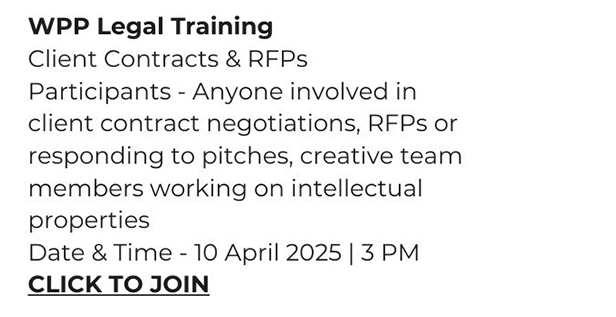 WPP Legal Training
Client Contracts & RFPs
Participants - Anyone involved in
client contract negotiations, RFPs or
responding to pitches, creative team
members working on intellectual
properties
Date & Time - 10 April 2025 | 3 PM
CLICK TO JOIN